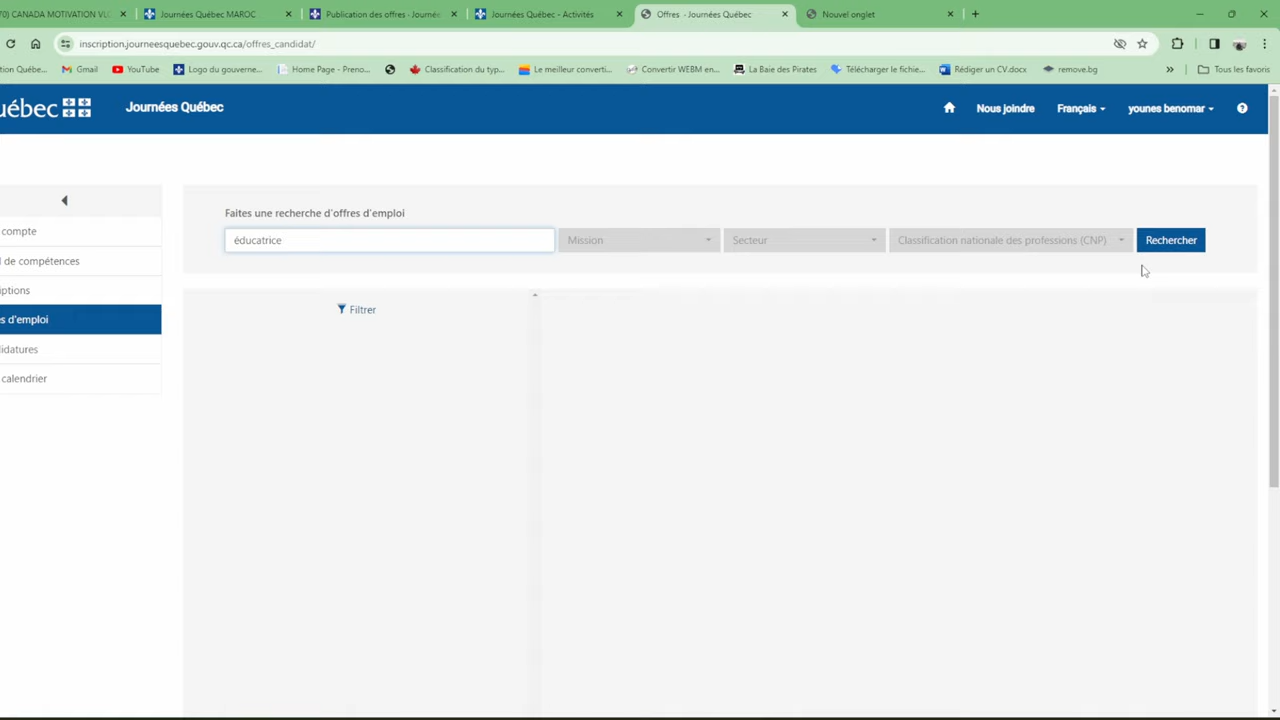 70) CANADA MOTIVATION VLO
Journées Québec MAROC
Publication des offres - Journée
Journées Québec - Activités
Offres - Journées Québec
Nouvel onglet
inscription.journeesquebec.gouv.qc.ca/offres_candidat/
tion Québe...
Gmail
YouTube
Logo du gouverne...
Home Page - Preno...
Classification du typ...
Le meilleur converti...
Convertir WEBM en...
La Baie des Pirates
Télécharger le fichie...
Rédiger un CV.docx
remove.bg
Tous les favoris
uébec
Journées Québec
Nous joindre
Français
younes benomar
compte
l de compétences
iptions
s d'emploi
lidatures
calendrier
Faites une recherche d'offres d'emploi
éducatrice
Mission
Secteur
Classification nationale des professions (CNP)
Rechercher
Filtrer